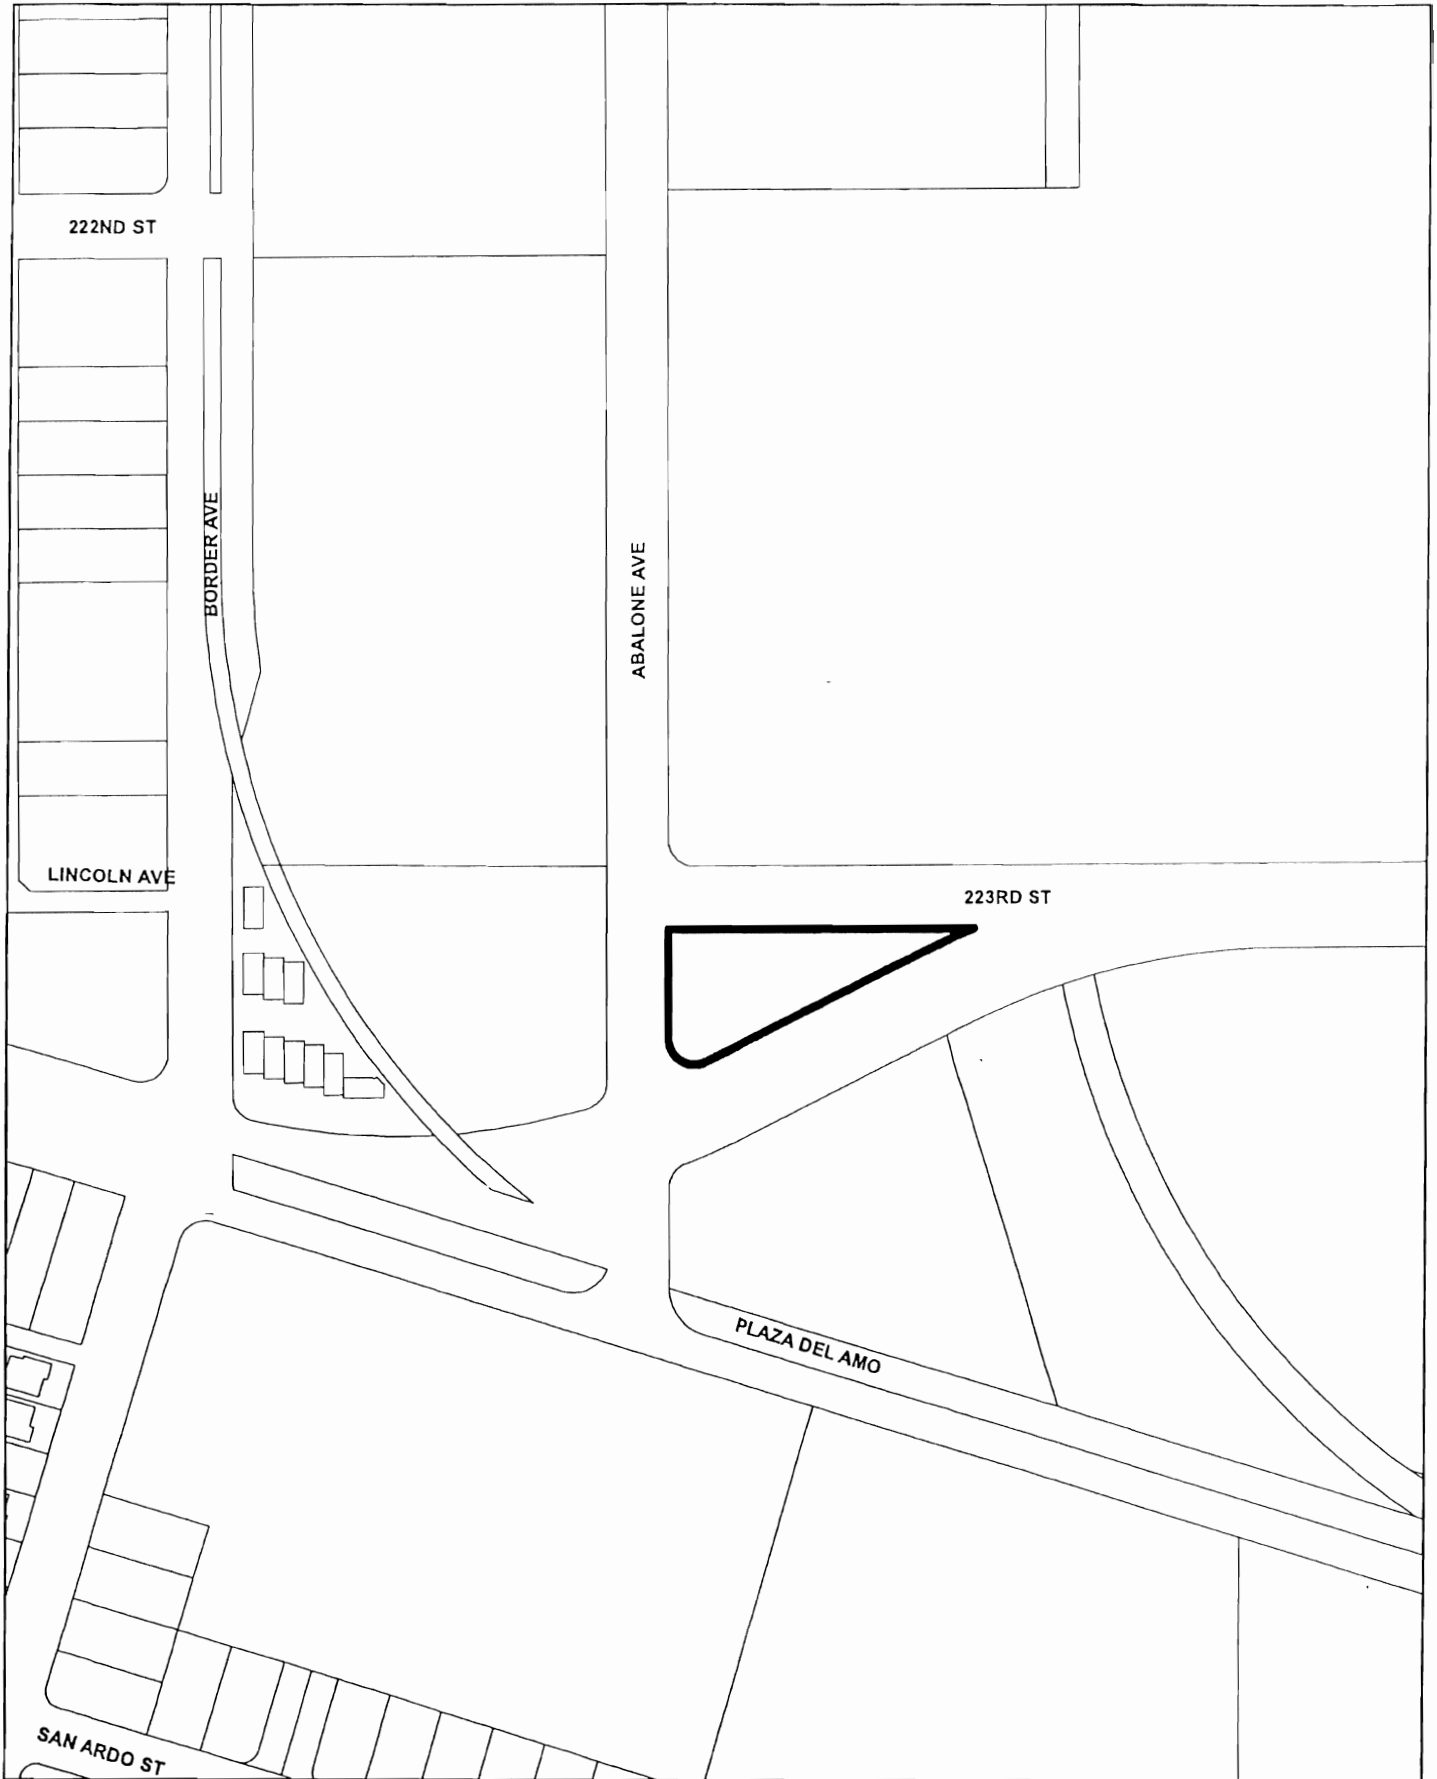 222ND ST
BORDER AVE
ABALONE AVE
LINCOLN AVE
223RD ST
PLAZA DEL AMO
SAN ARDO ST